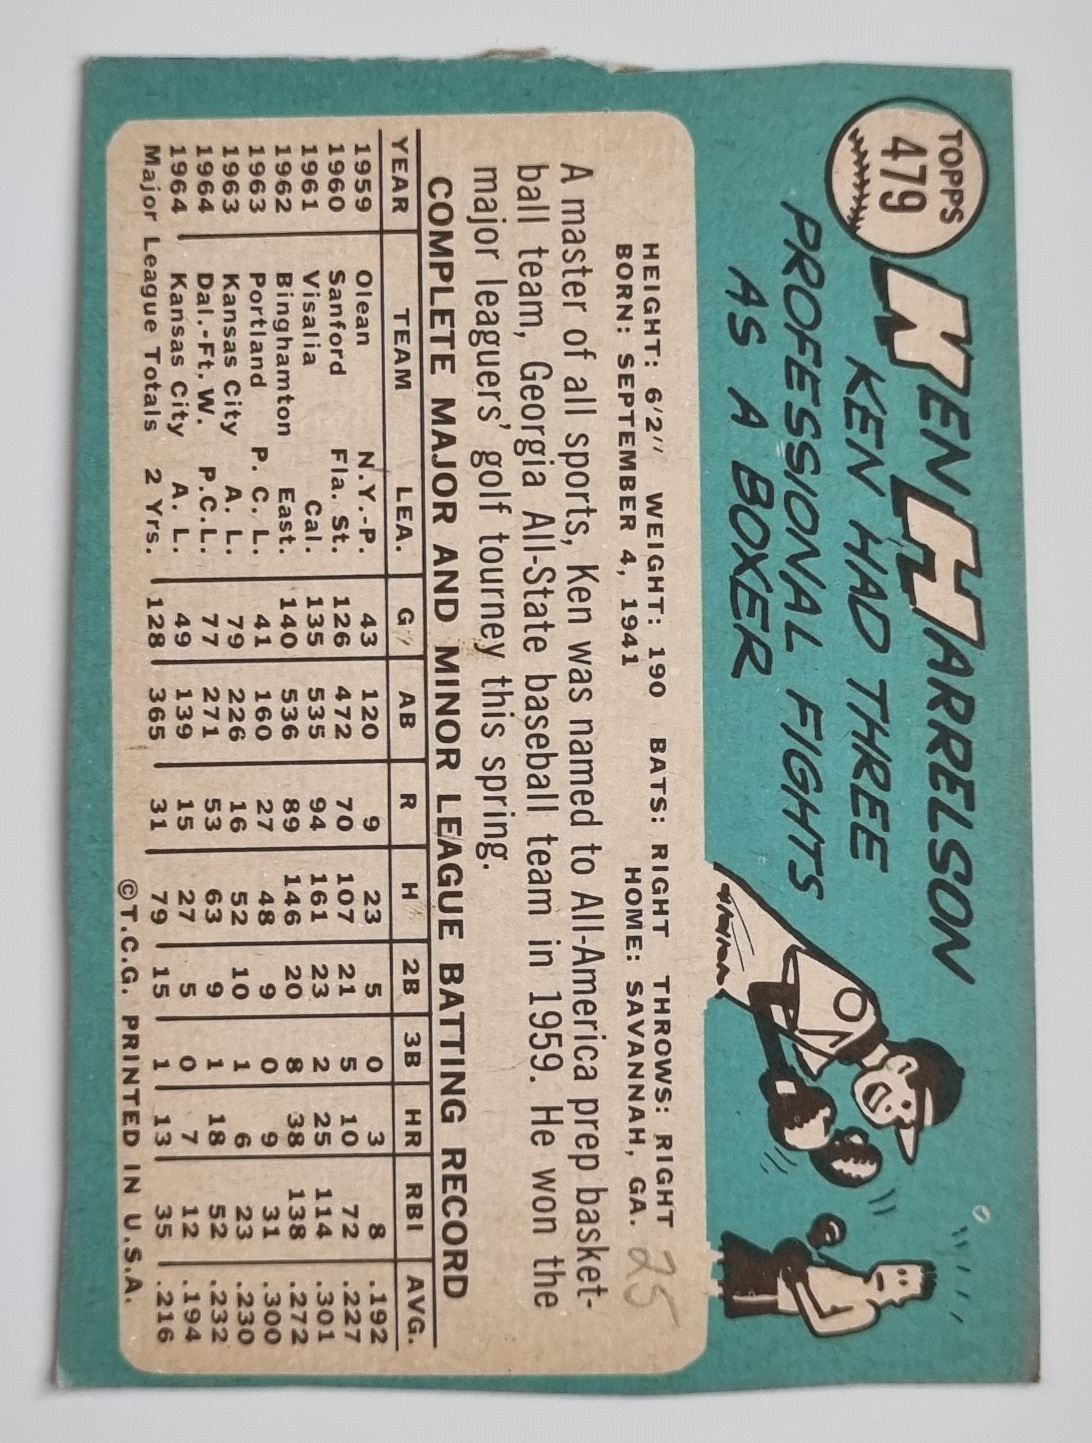 TOPPS
479
KEN HARRELSON
KEN HAD THREE
PROFESSIONAL FIGHTS
AS A BOXER
HEIGHT: 6'2" WEIGHT: 190 BATS: RIGHT THROWS: RIGHT
BORN: SEPTEMBER 4, 1941 HOME: SAVANNAH, GA.
25
A master of all sports, Ken was named to All-America prep basket-
ball team, Georgia All-State baseball team in 1959. He won the
major leaguers' golf tourney this spring.
COMPLETE MAJOR AND MINOR LEAGUE BATTING RECORD
YEAR TEAM LEA. G AB R H 2B 3B HR RBI AVG.
1959 Olean N.Y.-P. 43 120 9 23 5 0 3 8 .192
1960 Sanford Fla. St. 126 472 70 107 21 5 10 72 .227
1961 Visalia Cal. 135 535 94 161 23 2 25 114 .301
1962 Binghamton East. 140 536 89 146 20 8 38 138 .272
1963 Portland P. C. L. 41 160 27 48 9 0 9 31 .300
1963 Kansas City A. L. 79 226 16 52 10 1 6 23 .230
1964 Dal.-Ft. W. P.C.L. 77 271 53 63 9 1 18 52 .232
1964 Kansas City A. L. 49 139 15 27 5 0 7 12 .194
Major League Totals 2 Yrs. 128 365 31 79 15 1 13 35 .216
©T.C.G. PRINTED IN U.S.A.